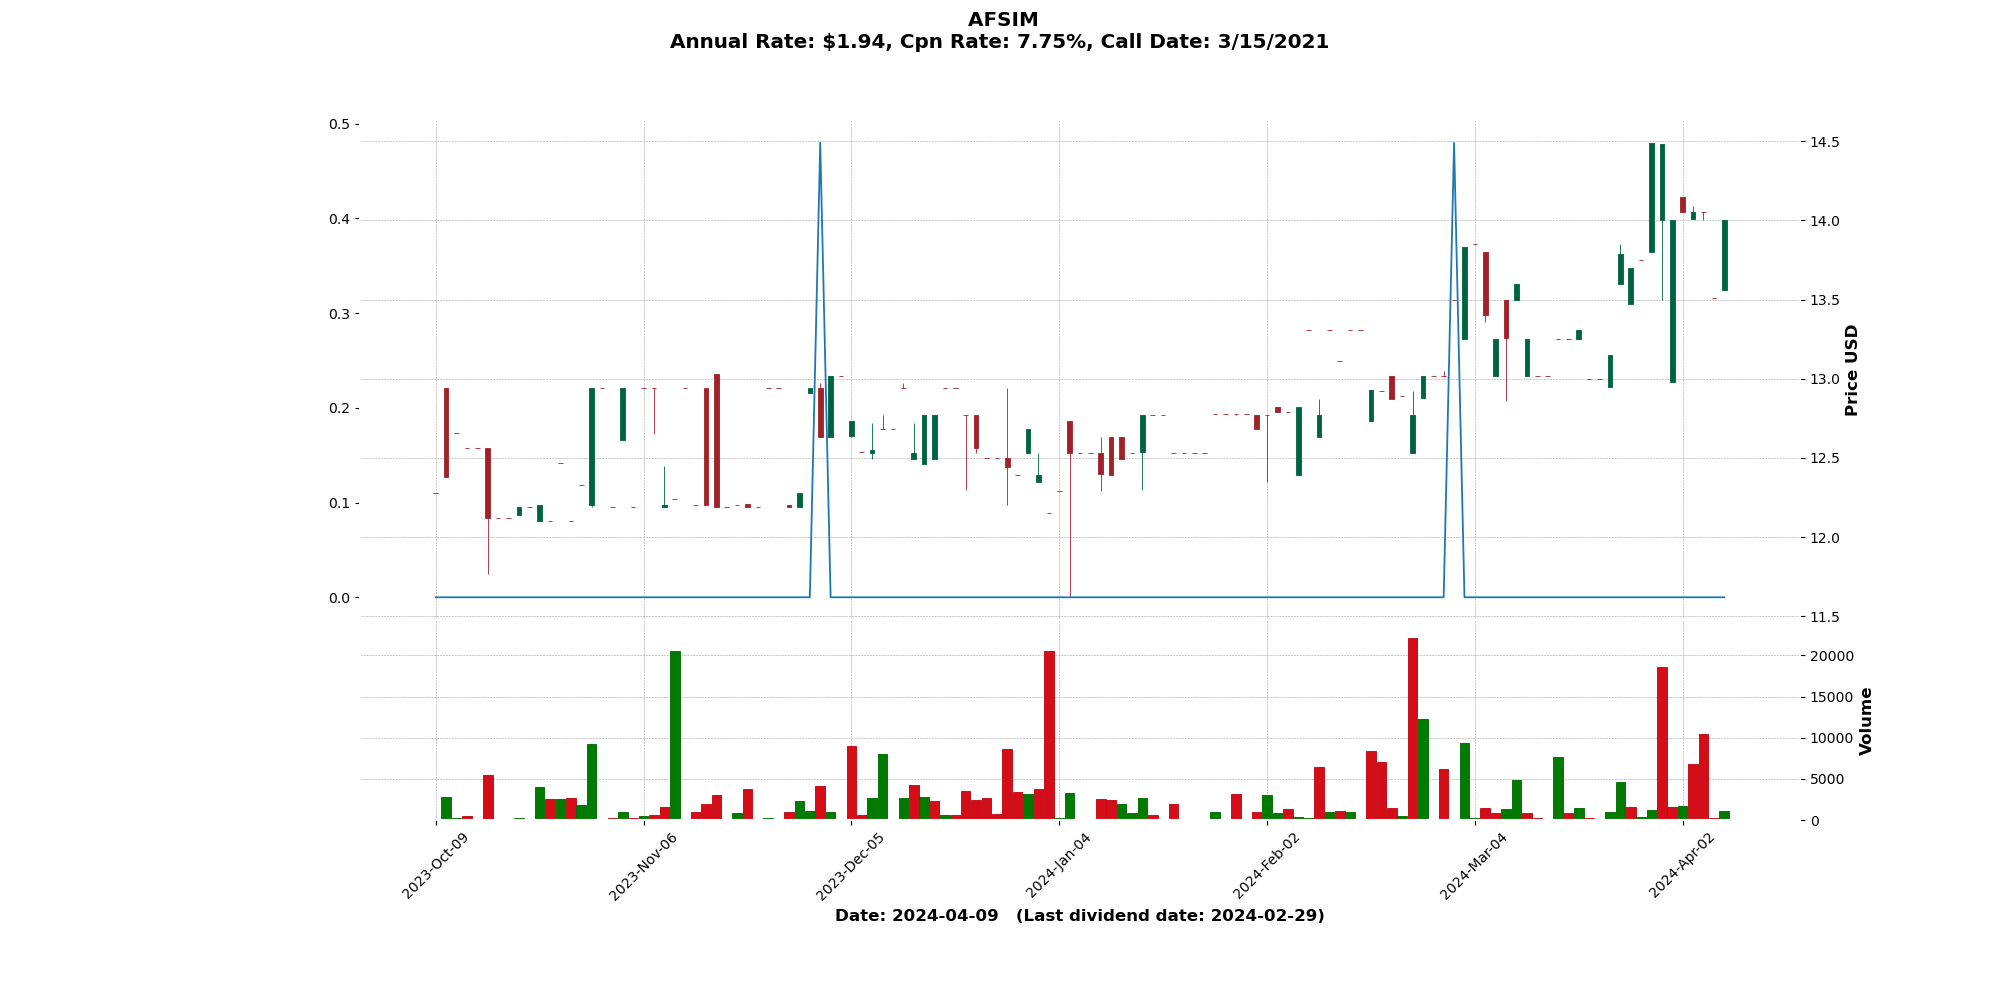 AFSIM
Annual Rate: $1.94, Cpn Rate: 7.75%, Call Date: 3/15/2021
0.5
0.4
0.3
0.2
0.1
0.0
14.5
14.0
13.5
13.0
12.5
12.0
11.5
Price USD
20000
15000
10000
5000
0
Volume
2023-Oct-09
2023-Nov-06
2023-Dec-05
2024-Jan-04
2024-Feb-02
2024-Mar-04
2024-Apr-02
Date: 2024-04-09 (Last dividend date: 2024-02-29)